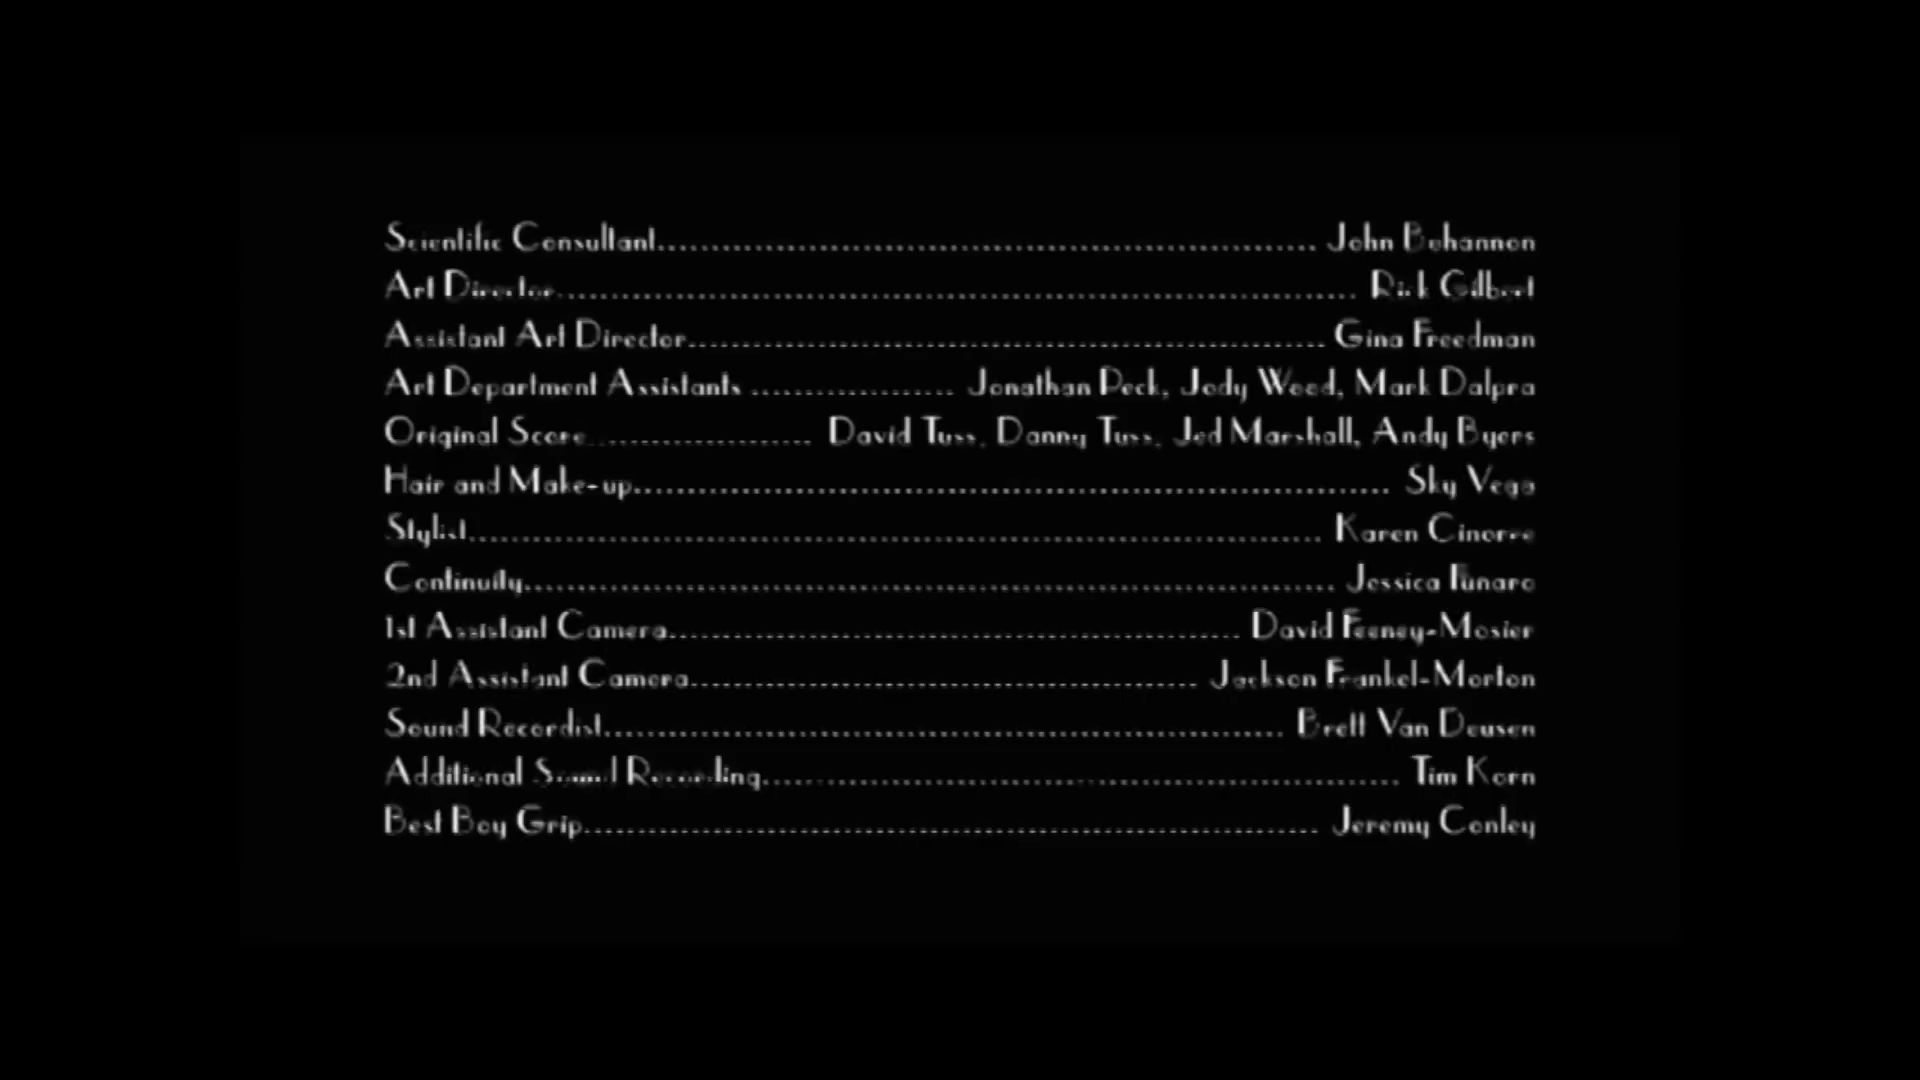 Scientific Consultant.................................................................. John Bohannon
Art Director................................................................................ Rick Gilbert
Assistant Art Director................................................................ Gina Freedman
Art Department Assistants .................... Jonathan Peck, Jody Weed, Mark Dalpra
Original Score...................... David Tuss, Danny Tuss, Jed Marshall, Andy Byers
Hair and Make-up............................................................................ Sky Vega
Stylist..................................................................................... Karen Cinorre
Continuity................................................................................. Jessica Funaro
1st Assistant Camera......................................................... David Feeney-Mosier
2nd Assistant Camera................................................... Jackson Frankel-Morton
Sound Recordist.................................................................... Brett Van Deusen
Additional Sound Recording................................................................ Tim Korn
Best Boy Grip.......................................................................... Jeremy Conley